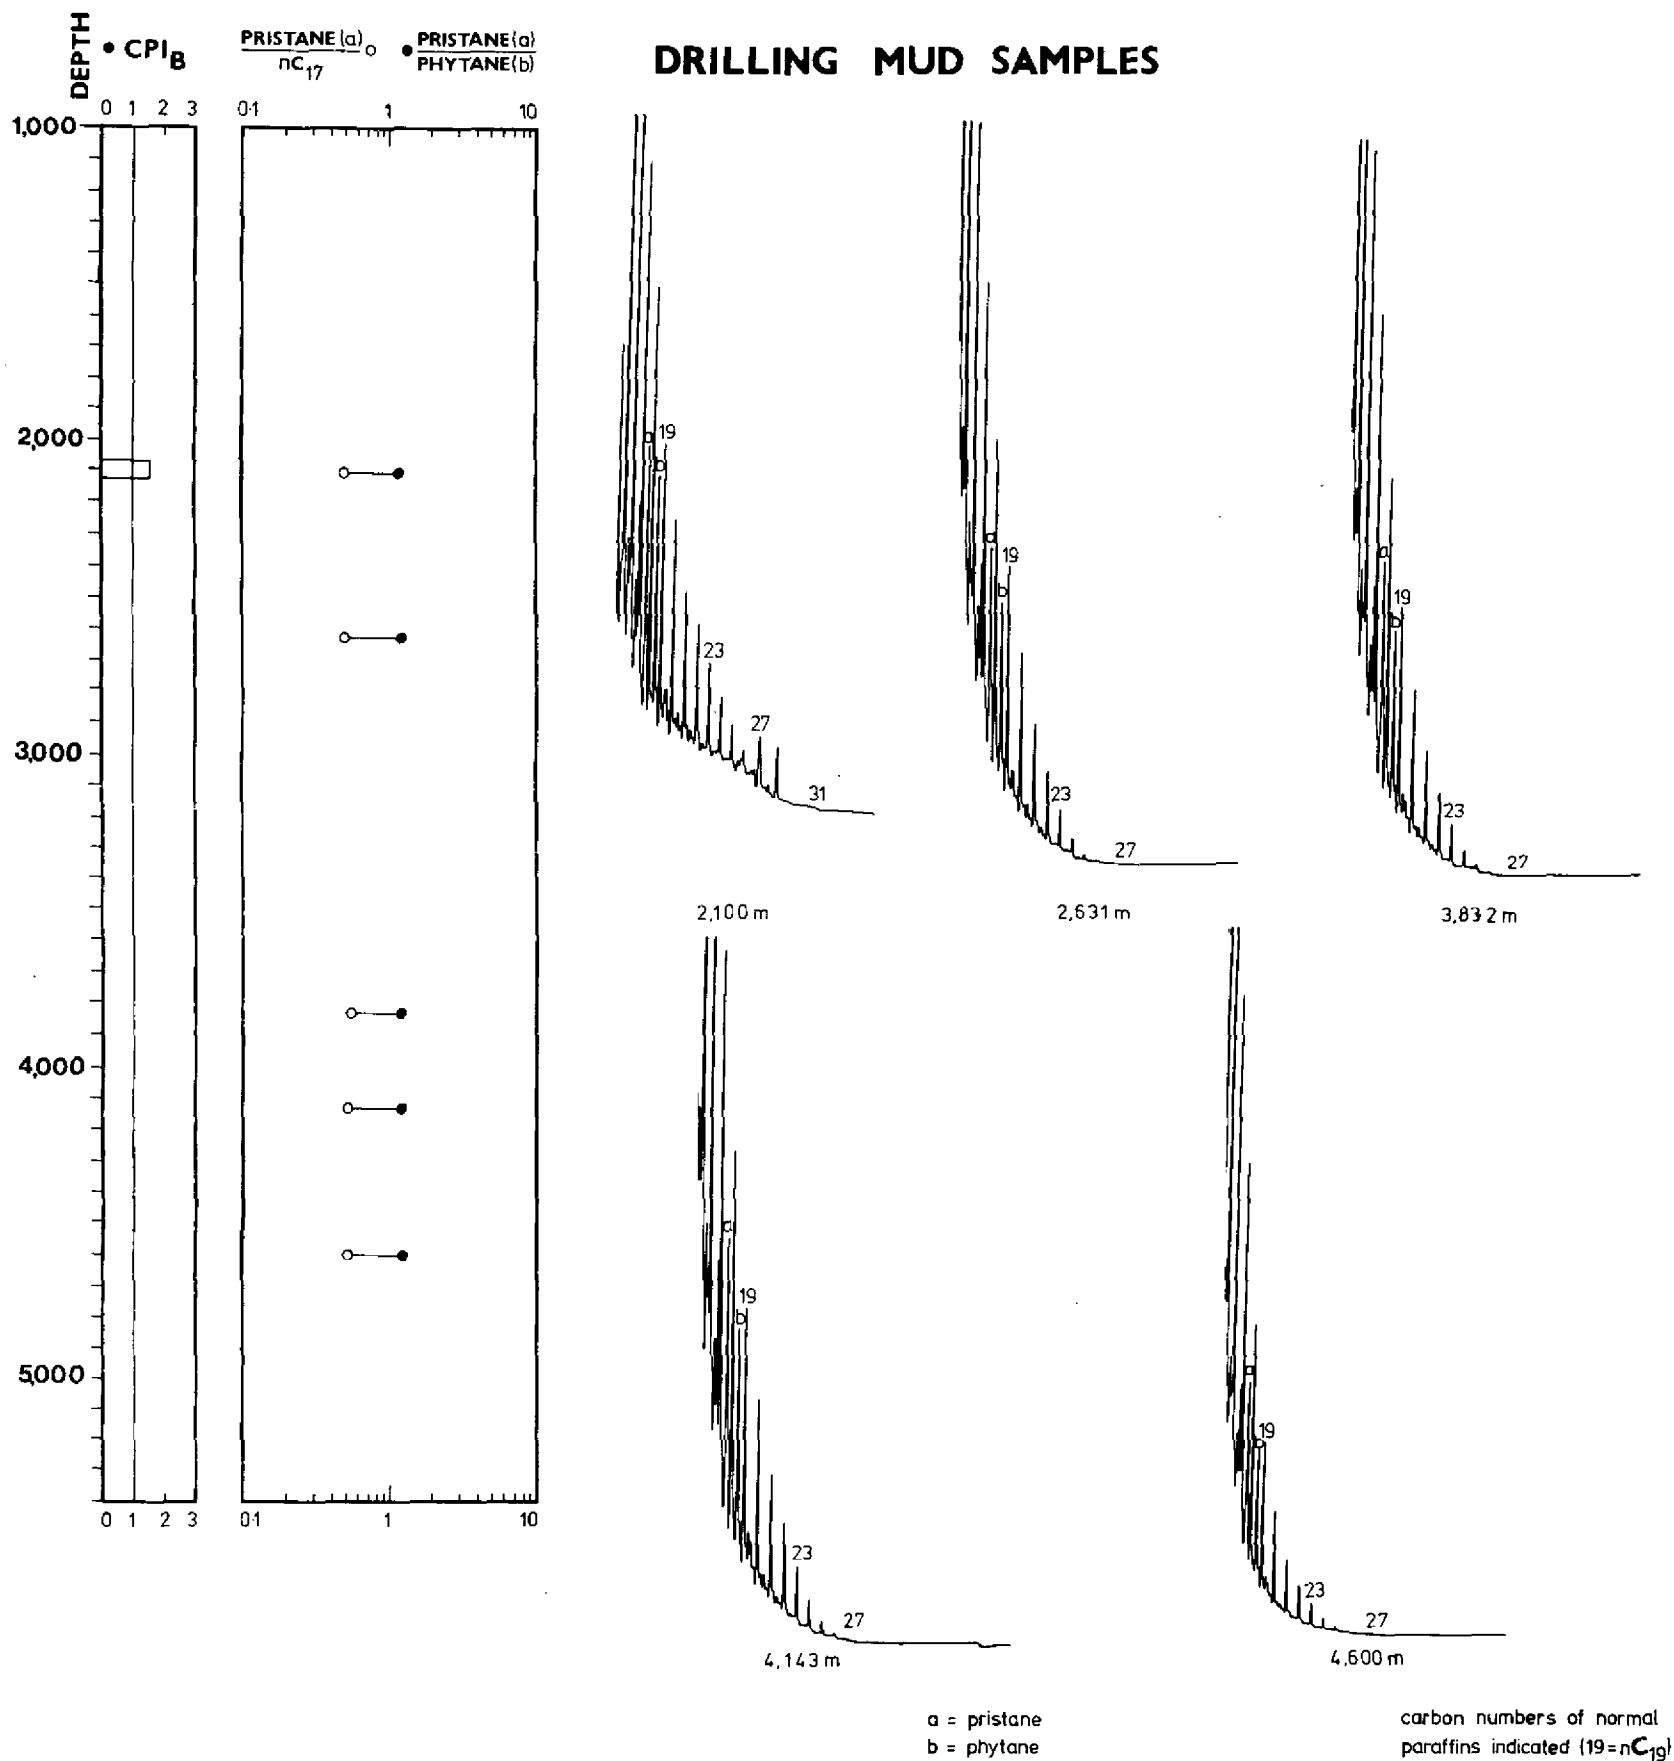 DRILLING MUD SAMPLES
DEPTH
• CPI_B
PRISTANE (a) / nC17 ○
● PRISTANE (a) / PHYTANE (b)
0 1 2 3
0·1 1 10
1,000
2,000
3,000
4,000
5,000
0 1 2 3
0·1 1 10
a
19
b
23
27
31
2,100 m
a
19
b
23
27
2,631 m
a
19
b
23
27
3,832 m
a
19
b
23
27
4,143 m
a
19
b
23
27
4,600 m
a = pristane
b = phytane
carbon numbers of normal
paraffins indicated (19=nC19)